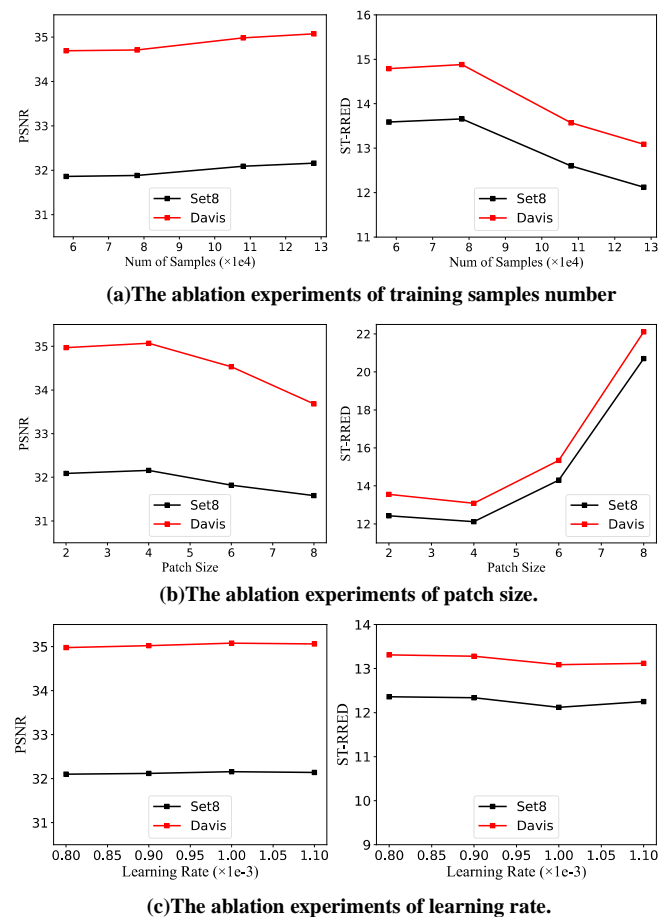 35
34
33
32
31
PSNR
Set8
Davis
6 7 8 9 10 11 12 13
Num of Samples (×1e4)
16
15
14
13
12
11
ST-RRED
Set8
Davis
6 7 8 9 10 11 12 13
Num of Samples (×1e4)
(a)The ablation experiments of training samples number
35
34
33
32
31
PSNR
Set8
Davis
2 3 4 5 6 7 8
Patch Size
22
20
18
16
14
12
ST-RRED
Set8
Davis
2 3 4 5 6 7 8
Patch Size
(b)The ablation experiments of patch size.
35
34
33
32
31
PSNR
Set8
Davis
0.80 0.85 0.90 0.95 1.00 1.05 1.10
Learning Rate (×1e-3)
15
14
13
12
11
10
9
ST-RRED
Set8
Davis
0.80 0.85 0.90 0.95 1.00 1.05 1.10
Learning Rate (×1e-3)
(c)The ablation experiments of learning rate.